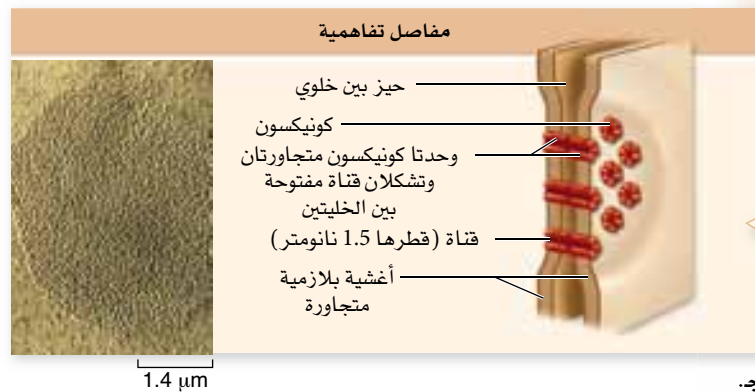 مفاصل تفاهمية
حيز بين خلوي
كونيكسون
وحدتا كونيكسون متجاورتان
وتشكلان قناة مفتوحة
بين الخليتين
قناة (قطرها 1.5 نانومتر)
أغشية بلازمية
متجاورة
1.4 µm